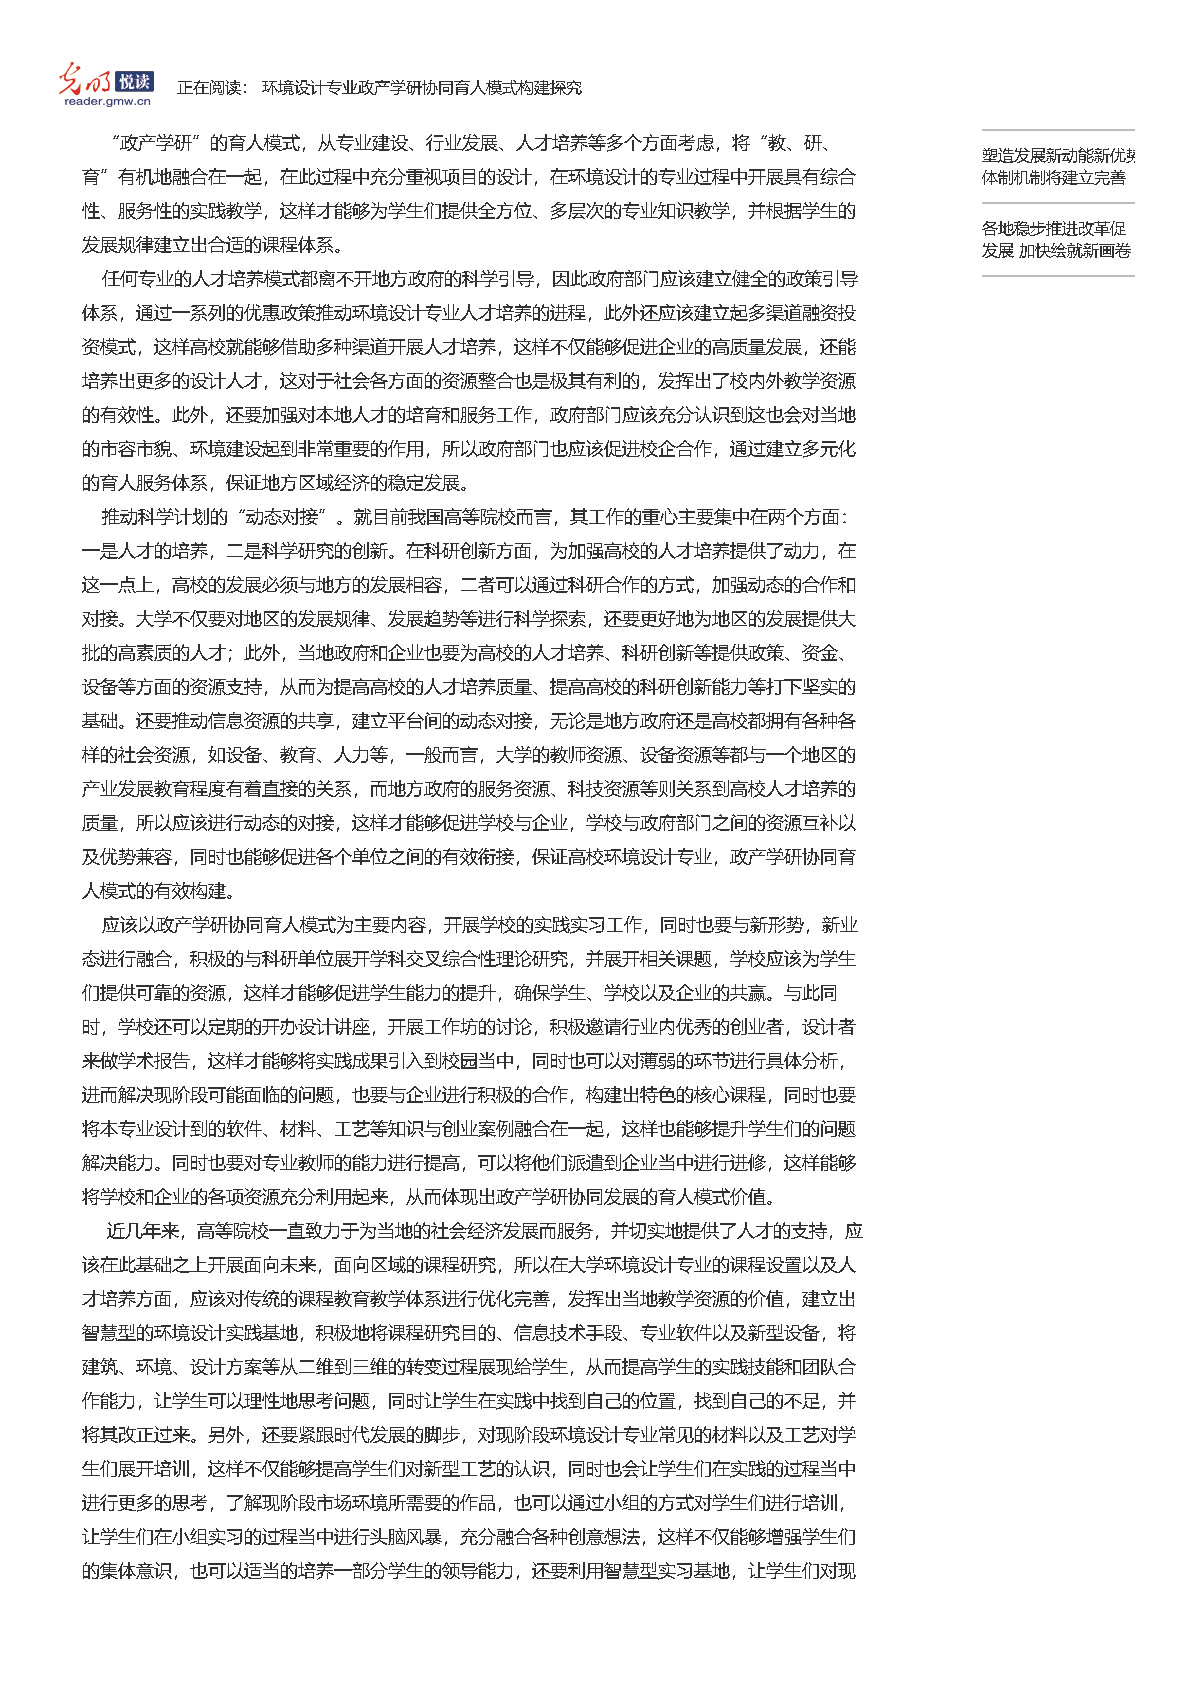 光明 悦读
reader.gmw.cn
正在阅读： 环境设计专业政产学研协同育人模式构建探究
“政产学研”的育人模式，从专业建设、行业发展、人才培养等多个方面考虑，将“教、研、
育”有机地融合在一起，在此过程中充分重视项目的设计，在环境设计的专业过程中开展具有综合
性、服务性的实践教学，这样才能够为学生们提供全方位、多层次的专业知识教学，并根据学生的
发展规律建立出合适的课程体系。
任何专业的人才培养模式都离不开地方政府的科学引导，因此政府部门应该建立健全的政策引导
体系，通过一系列的优惠政策推动环境设计专业人才培养的进程，此外还应该建立起多渠道融资投
资模式，这样高校就能够借助多种渠道开展人才培养，这样不仅能够促进企业的高质量发展，还能
培养出更多的设计人才，这对于社会各方面的资源整合也是极其有利的，发挥出了校内外教学资源
的有效性。此外，还要加强对本地人才的培育和服务工作，政府部门应该充分认识到这也会对当地
的市容市貌、环境建设起到非常重要的作用，所以政府部门也应该促进校企合作，通过建立多元化
的育人服务体系，保证地方区域经济的稳定发展。
推动科学计划的“动态对接”。就目前我国高等院校而言，其工作的重心主要集中在两个方面：
一是人才的培养，二是科学研究的创新。在科研创新方面，为加强高校的人才培养提供了动力，在
这一点上，高校的发展必须与地方的发展相容，二者可以通过科研合作的方式，加强动态的合作和
对接。大学不仅要对地区的发展规律、发展趋势等进行科学探索，还要更好地为地区的发展提供大
批的高素质的人才；此外，当地政府和企业也要为高校的人才培养、科研创新等提供政策、资金、
设备等方面的资源支持，从而为提高高校的人才培养质量、提高高校的科研创新能力等打下坚实的
基础。还要推动信息资源的共享，建立平台间的动态对接，无论是地方政府还是高校都拥有各种各
样的社会资源，如设备、教育、人力等，一般而言，大学的教师资源、设备资源等都与一个地区的
产业发展教育程度有着直接的关系，而地方政府的服务资源、科技资源等则关系到高校人才培养的
质量，所以应该进行动态的对接，这样才能够促进学校与企业，学校与政府部门之间的资源互补以
及优势兼容，同时也能够促进各个单位之间的有效衔接，保证高校环境设计专业，政产学研协同育
人模式的有效构建。
应该以政产学研协同育人模式为主要内容，开展学校的实践实习工作，同时也要与新形势，新业
态进行融合，积极的与科研单位展开学科交叉综合性理论研究，并展开相关课题，学校应该为学生
们提供可靠的资源，这样才能够促进学生能力的提升，确保学生、学校以及企业的共赢。与此同
时，学校还可以定期的开办设计讲座，开展工作坊的讨论，积极邀请行业内优秀的创业者，设计者
来做学术报告，这样才能够将实践成果引入到校园当中，同时也可以对薄弱的环节进行具体分析，
进而解决现阶段可能面临的问题，也要与企业进行积极的合作，构建出特色的核心课程，同时也要
将本专业设计到的软件、材料、工艺等知识与创业案例融合在一起，这样也能够提升学生们的问题
解决能力。同时也要对专业教师的能力进行提高，可以将他们派遣到企业当中进行进修，这样能够
将学校和企业的各项资源充分利用起来，从而体现出政产学研协同发展的育人模式价值。
近几年来，高等院校一直致力于为当地的社会经济发展而服务，并切实地提供了人才的支持，应
该在此基础之上开展面向未来，面向区域的课程研究，所以在大学环境设计专业的课程设置以及人
才培养方面，应该对传统的课程教育教学体系进行优化完善，发挥出当地教学资源的价值，建立出
智慧型的环境设计实践基地，积极地将课程研究目的、信息技术手段、专业软件以及新型设备，将
建筑、环境、设计方案等从二维到三维的转变过程展现给学生，从而提高学生的实践技能和团队合
作能力，让学生可以理性地思考问题，同时让学生在实践中找到自己的位置，找到自己的不足，并
将其改正过来。另外，还要紧跟时代发展的脚步，对现阶段环境设计专业常见的材料以及工艺对学
生们展开培训，这样不仅能够提高学生们对新型工艺的认识，同时也会让学生们在实践的过程当中
进行更多的思考，了解现阶段市场环境所需要的作品，也可以通过小组的方式对学生们进行培训，
让学生们在小组实习的过程当中进行头脑风暴，充分融合各种创意想法，这样不仅能够增强学生们
的集体意识，也可以适当的培养一部分学生的领导能力，还要利用智慧型实习基地，让学生们对现
塑造发展新动能新优势
体制机制将建立完善
各地稳步推进改革促
发展 加快绘就新画卷